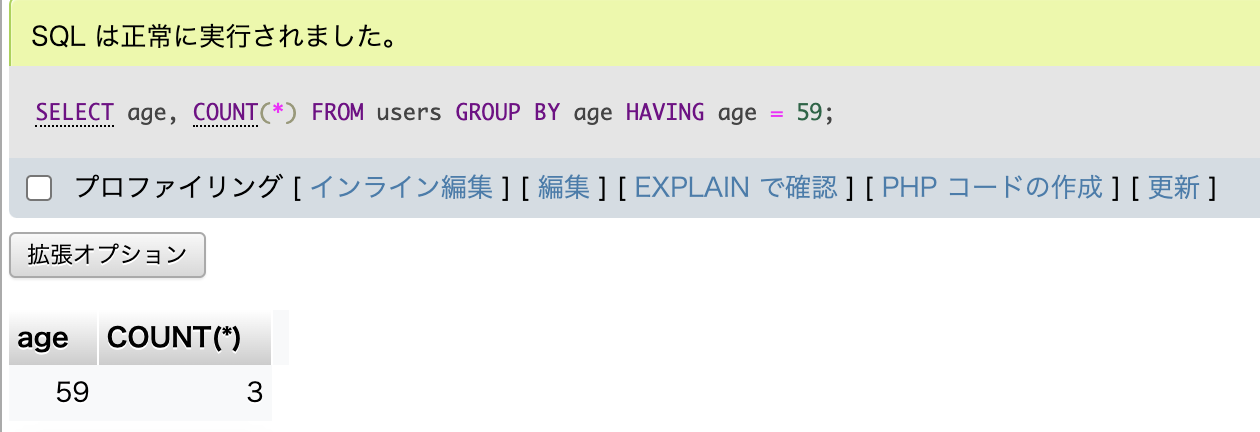 SQL は正常に実行されました。
SELECT age, COUNT(*) FROM users GROUP BY age HAVING age = 59;
プロファイリング [ インライン編集 ] [ 編集 ] [ EXPLAIN で確認 ] [ PHP コードの作成 ] [ 更新 ]
拡張オプション
age COUNT(*)
59 3